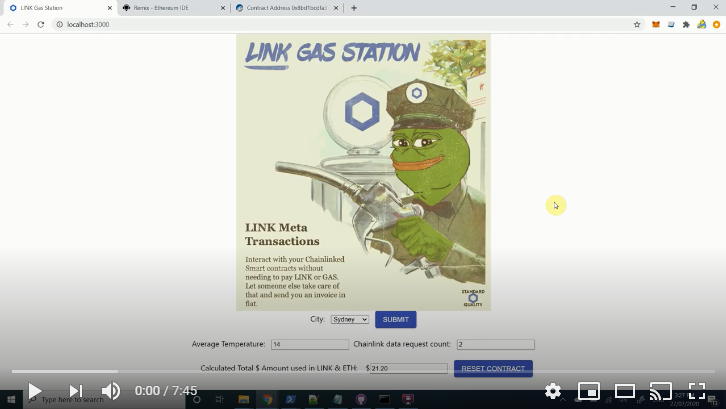 LINK Gas Station
Remix - Ethereum IDE
localhost:3000
LINK GAS STATION
LINK Meta
Transactions
Interact with your Chainlinked
Smart contracts without
needing to pay LINK or GAS.
Let someone else take care of
that and send you an invoice in
fiat.
STANDARD
QUALITY
City: Sydney SUBMIT
Average Temperature: 14 Chainlink data request count: 2
Calculated Total $ Amount used in LINK & ETH: $ 21.20 RESET CONTRACT
0:00 / 7:45
Type here to search